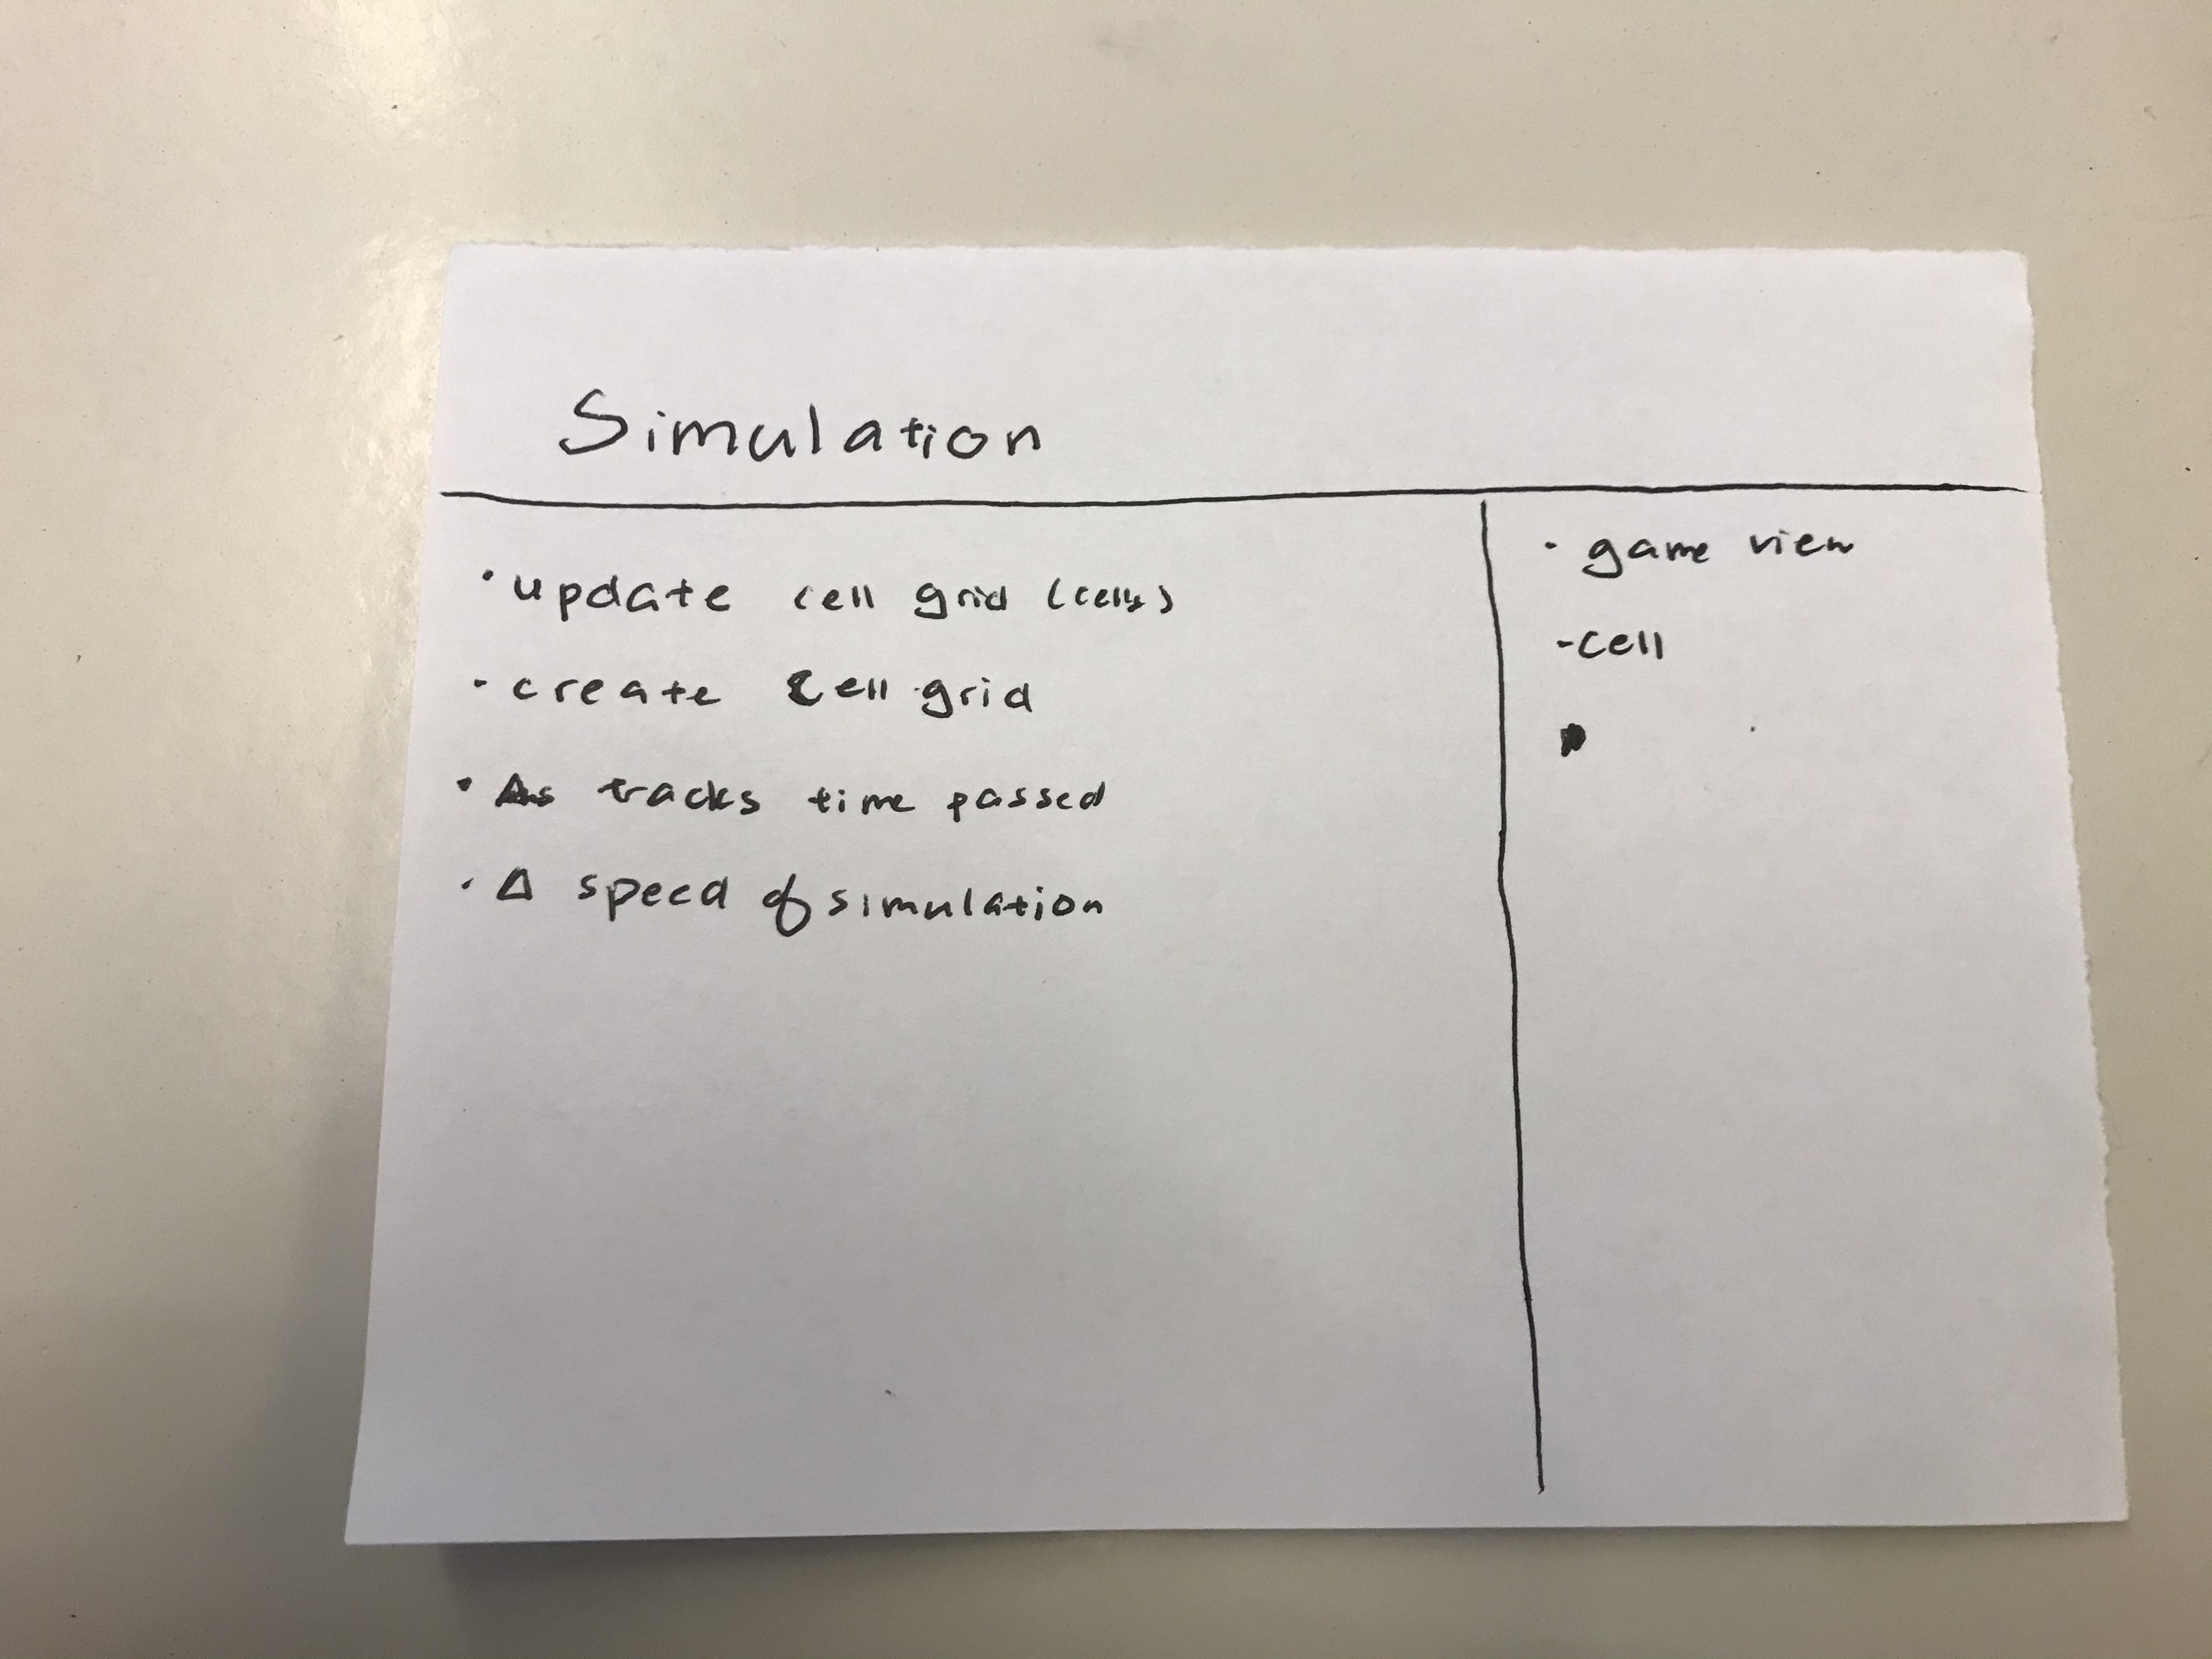 Simulation
• update cell grid (cells)
• create cell grid
• tracks time passed
• Δ speed of simulation
• game view
-cell